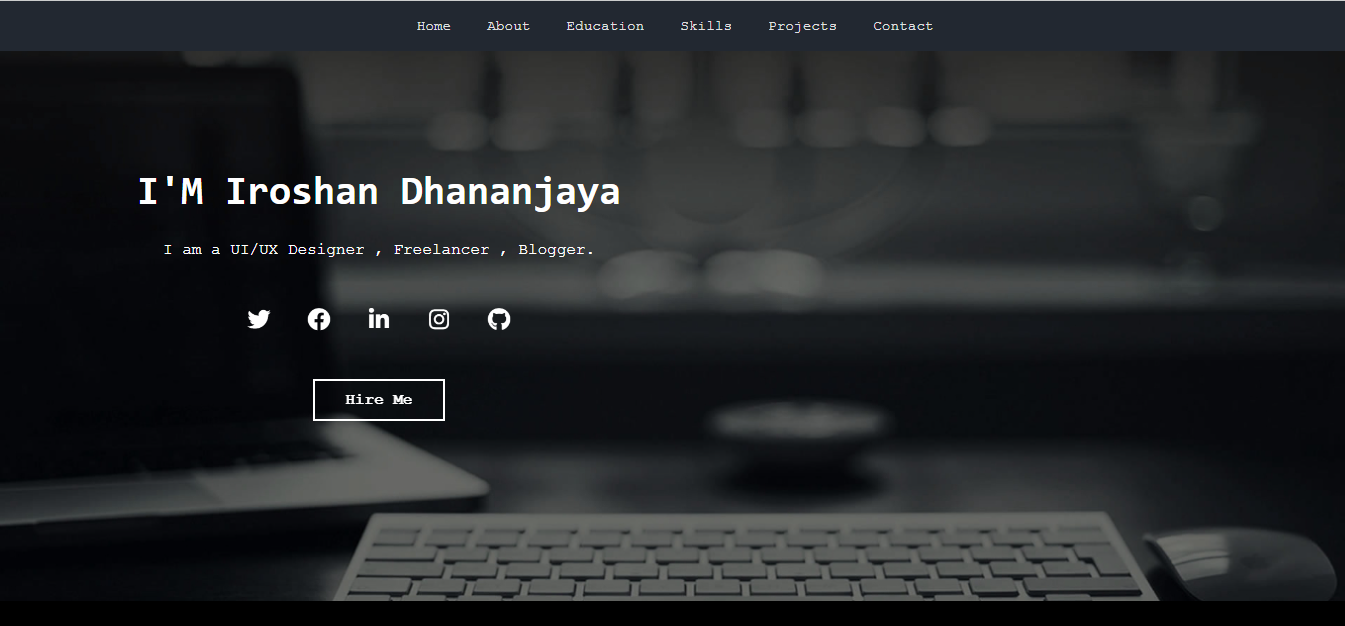 Home About Education Skills Projects Contact
I'M Iroshan Dhananjaya
I am a UI/UX Designer , Freelancer , Blogger.
Hire Me